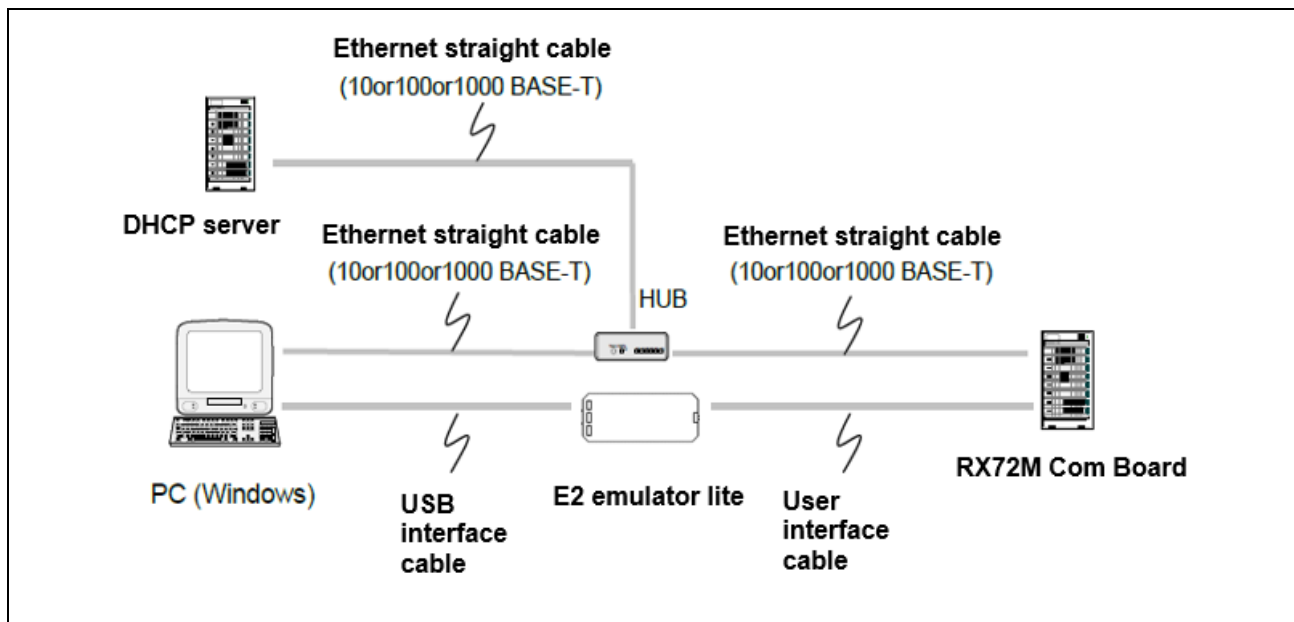 Ethernet straight cable
(10or100or1000 BASE-T)
DHCP server
Ethernet straight cable
(10or100or1000 BASE-T)
Ethernet straight cable
(10or100or1000 BASE-T)
HUB
PC (Windows)
USB
interface
cable
E2 emulator lite
User
interface
cable
RX72M Com Board